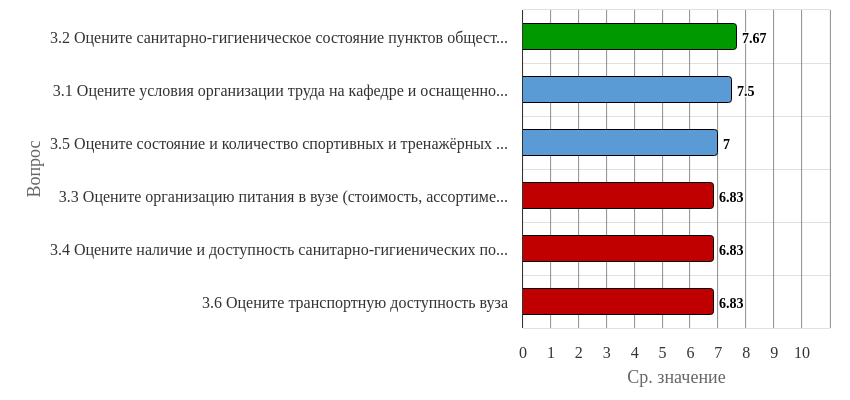 3.2 Оцените санитарно-гигиеническое состояние пунктов общест... 7.67
3.1 Оцените условия организации труда на кафедре и оснащенно... 7.5
3.5 Оцените состояние и количество спортивных и тренажёрных ... 7
3.3 Оцените организацию питания в вузе (стоимость, ассортиме... 6.83
3.4 Оцените наличие и доступность санитарно-гигиенических по... 6.83
3.6 Оцените транспортную доступность вуза 6.83
Вопрос
0 1 2 3 4 5 6 7 8 9 10
Ср. значение